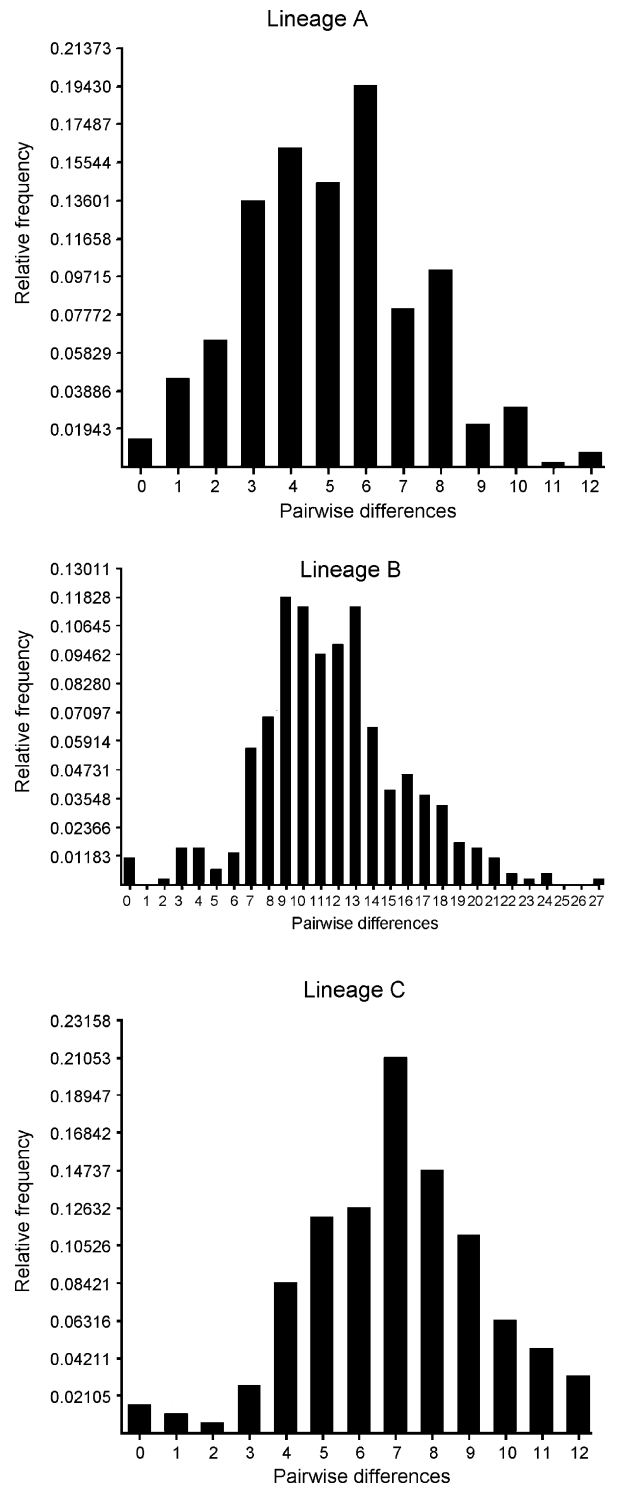 Lineage A
0.21373
0.19430
0.17487
0.15544
0.13601
0.11658
0.09715
0.07772
0.05829
0.03886
0.01943
Relative frequency
0 1 2 3 4 5 6 7 8 9 10 11 12
Pairwise differences
Lineage B
0.13011
0.11828
0.10645
0.09462
0.08280
0.07097
0.05914
0.04731
0.03548
0.02366
0.01183
Relative frequency
0 1 2 3 4 5 6 7 8 9 10 11 12 13 14 15 16 17 18 19 20 21 22 23 24 25 26 27
Pairwise differences
Lineage C
0.23158
0.21053
0.18947
0.16842
0.14737
0.12632
0.10526
0.08421
0.06316
0.04211
0.02105
Relative frequency
0 1 2 3 4 5 6 7 8 9 10 11 12
Pairwise differences